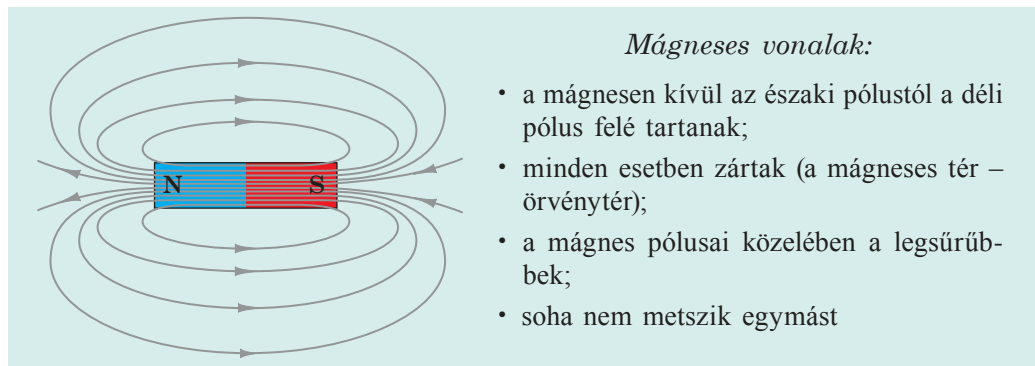 N
S
Mágneses vonalak:
• a mágnesen kívül az északi pólustól a déli
pólus felé tartanak;
• minden esetben zártak (a mágneses tér –
örvénytér);
• a mágnes pólusai közelében a legsűrűb-
bek;
• soha nem metszik egymást